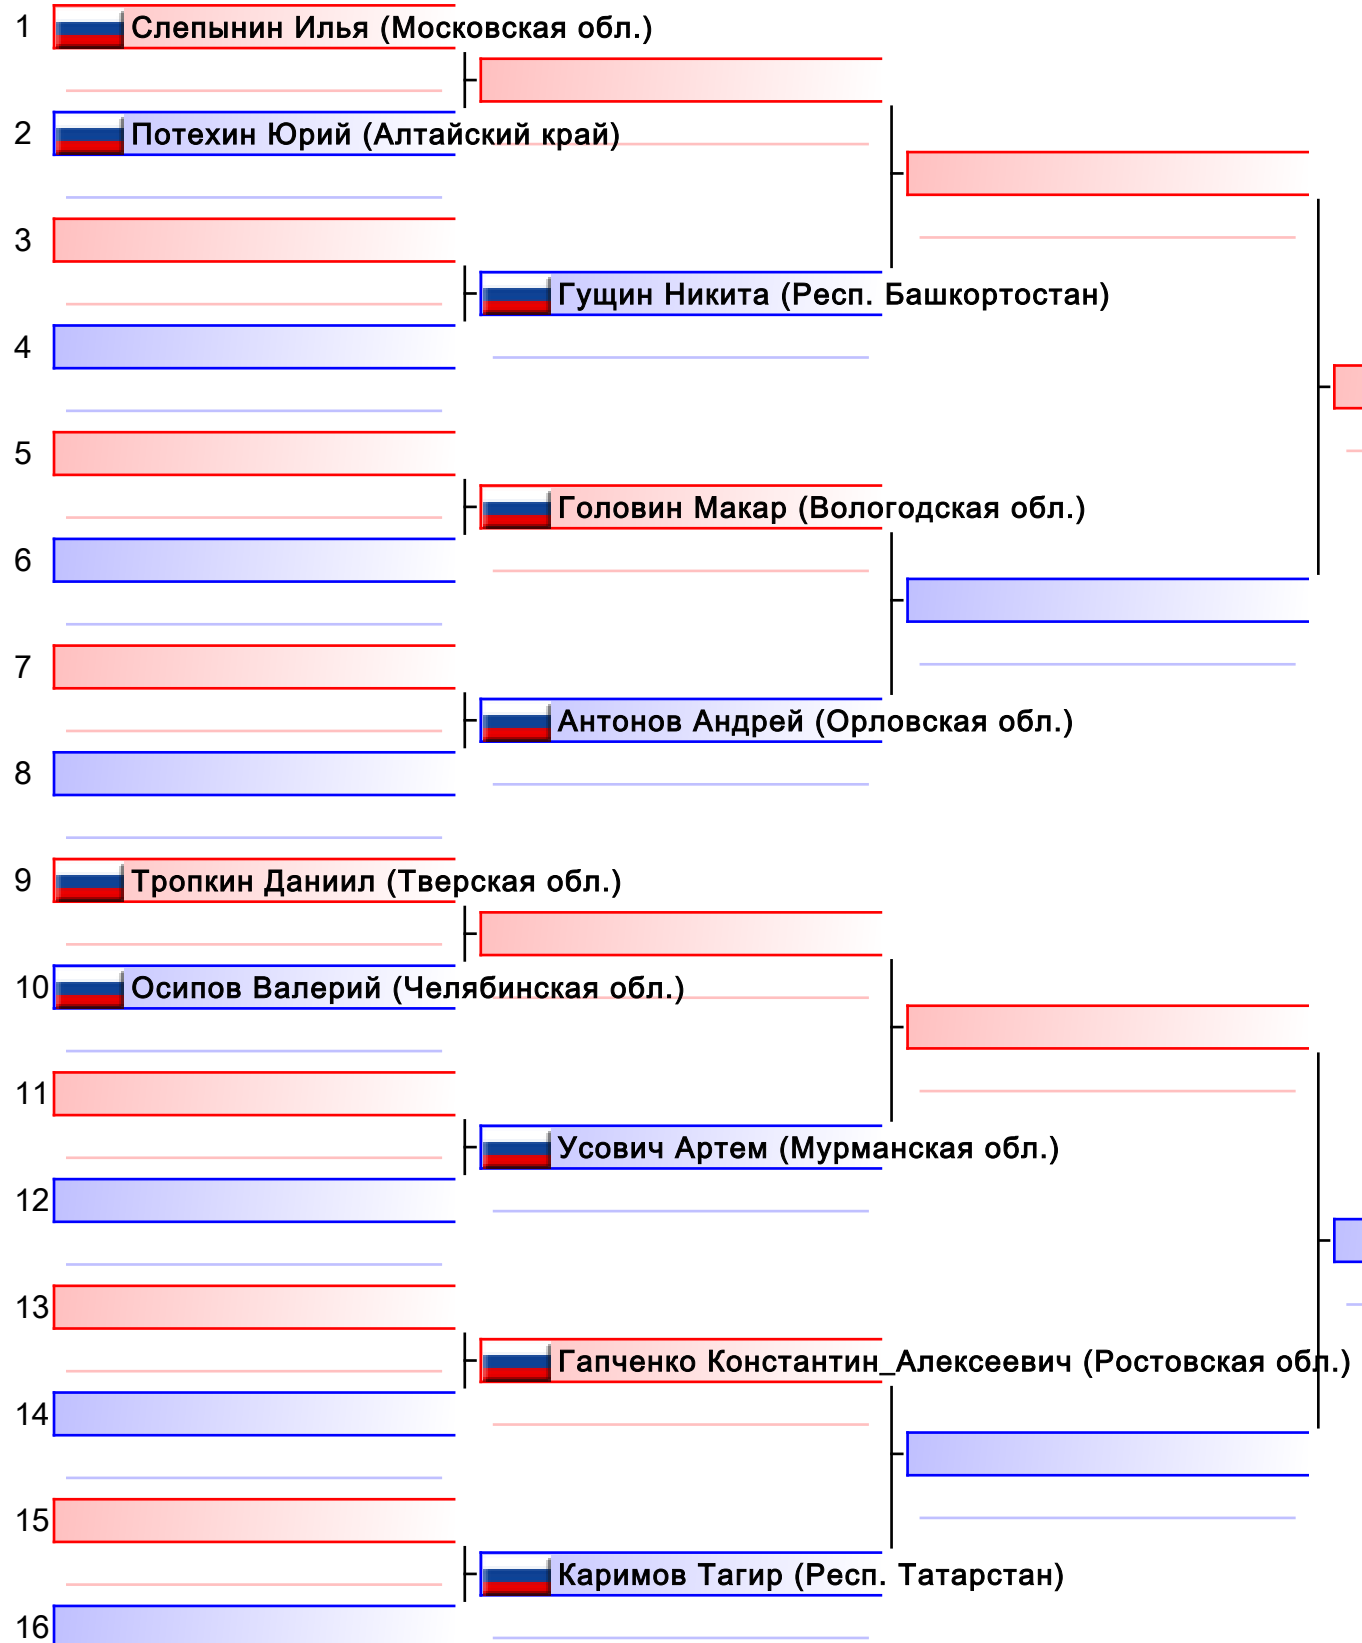 1 Слепынин Илья (Московская обл.)
2 Потехин Юрий (Алтайский край)
3
Гущин Никита (Респ. Башкортостан)
4
5
Головин Макар (Вологодская обл.)
6
7
Антонов Андрей (Орловская обл.)
8
9 Тропкин Даниил (Тверская обл.)
10 Осипов Валерий (Челябинская обл.)
11
Усович Артем (Мурманская обл.)
12
13
Гапченко Константин_Алексеевич (Ростовская обл.)
14
15
Каримов Тагир (Респ. Татарстан)
16